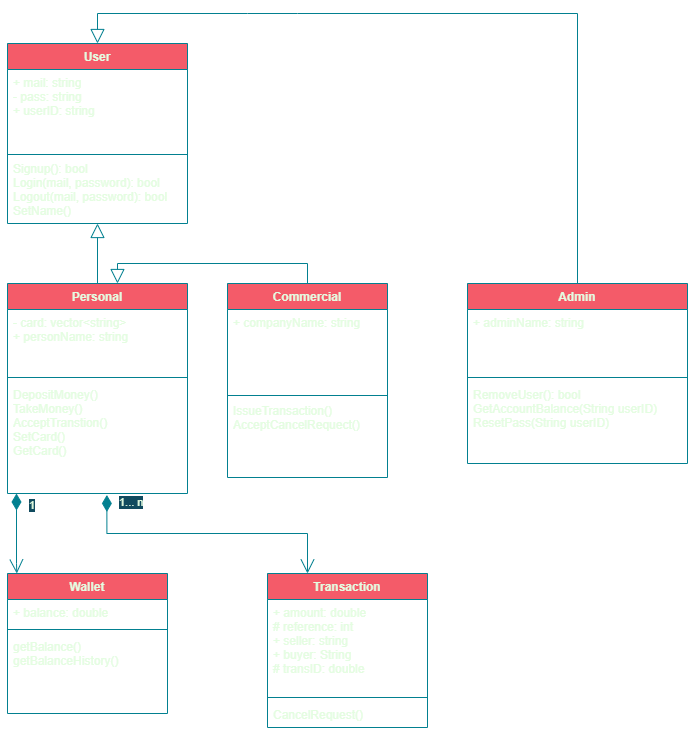 User
+ mail: string
- pass: string
+ userID: string
Signup(): bool
Login(mail, password): bool
Logout(mail, password): bool
SetName()
Personal
- card: vector<string>
+ personName: string
DepositMoney()
TakeMoney()
AcceptTranstion()
SetCard()
GetCard()
Commercial
+ companyName: string
IssueTransaction()
AcceptCancelRequect()
Admin
+ adminName: string
RemoveUser(): bool
GetAccountBalance(String userID)
ResetPass(String userID)
1
1... n
Wallet
+ balance: double
getBalance()
getBalanceHistory()
Transaction
+ amount: double
# reference: int
+ seller: string
+ buyer: String
# transID: double
CancelRequest()